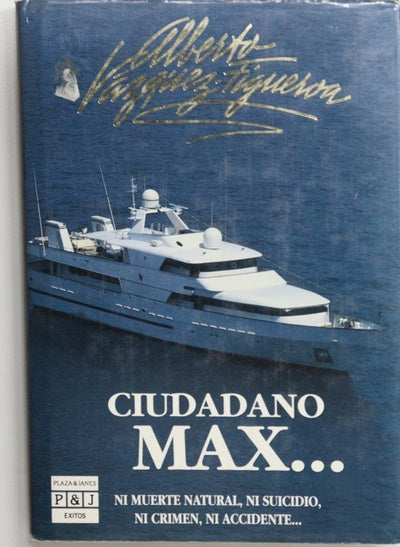 Alberto
Vázquez-Figueroa
CIUDADANO
MAX...
PLAZA & JANES
P & J
EXITOS
NI MUERTE NATURAL, NI SUICIDIO,
NI CRIMEN, NI ACCIDENTE...